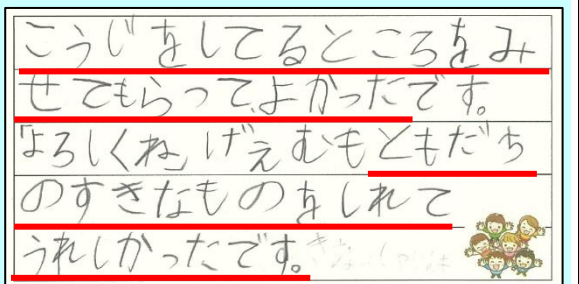 こうじをしてるところをみ
せてもらって、よかったです。
「よろしくね」げえむもともだち
のすきなものをしれて
うれしかったです。